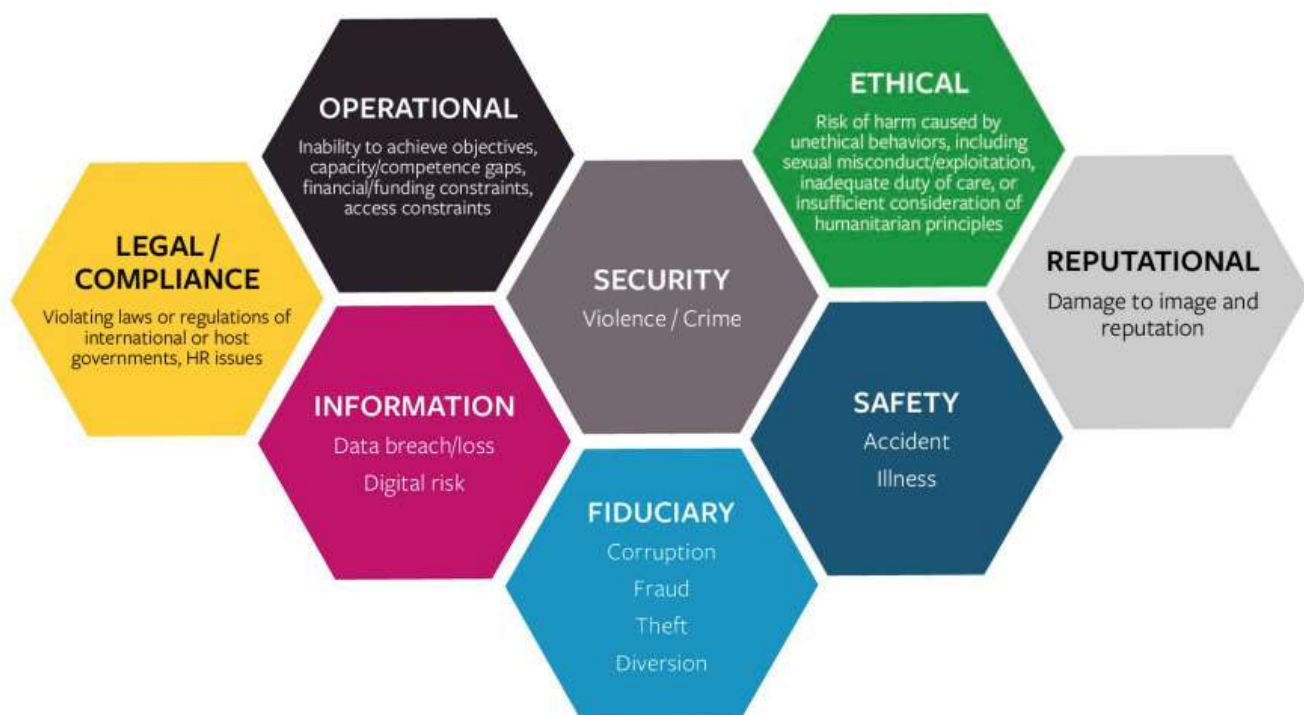 OPERATIONAL
Inability to achieve objectives,
capacity/competence gaps,
financial/funding constraints,
access constraints
ETHICAL
Risk of harm caused by
unethical behaviors, including
sexual misconduct/exploitation,
inadequate duty of care, or
insufficient consideration of
humanitarian principles
LEGAL /
COMPLIANCE
Violating laws or regulations of
international or host
governments, HR issues
SECURITY
Violence / Crime
REPUTATIONAL
Damage to image and
reputation
INFORMATION
Data breach/loss
Digital risk
SAFETY
Accident
Illness
FIDUCIARY
Corruption
Fraud
Theft
Diversion